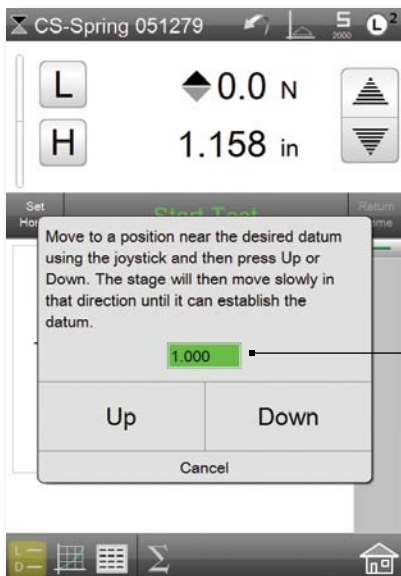 CS-Spring 051279
5
2000
L2
L
0.0 N
H
1.158 in
Set
Return
Start Test
Move to a position near the desired datum
using the joystick and then press Up or
Down. The stage will then move slowly in
that direction until it can establish the
datum.
1.000
Up
Down
Cancel
L
D
Σ